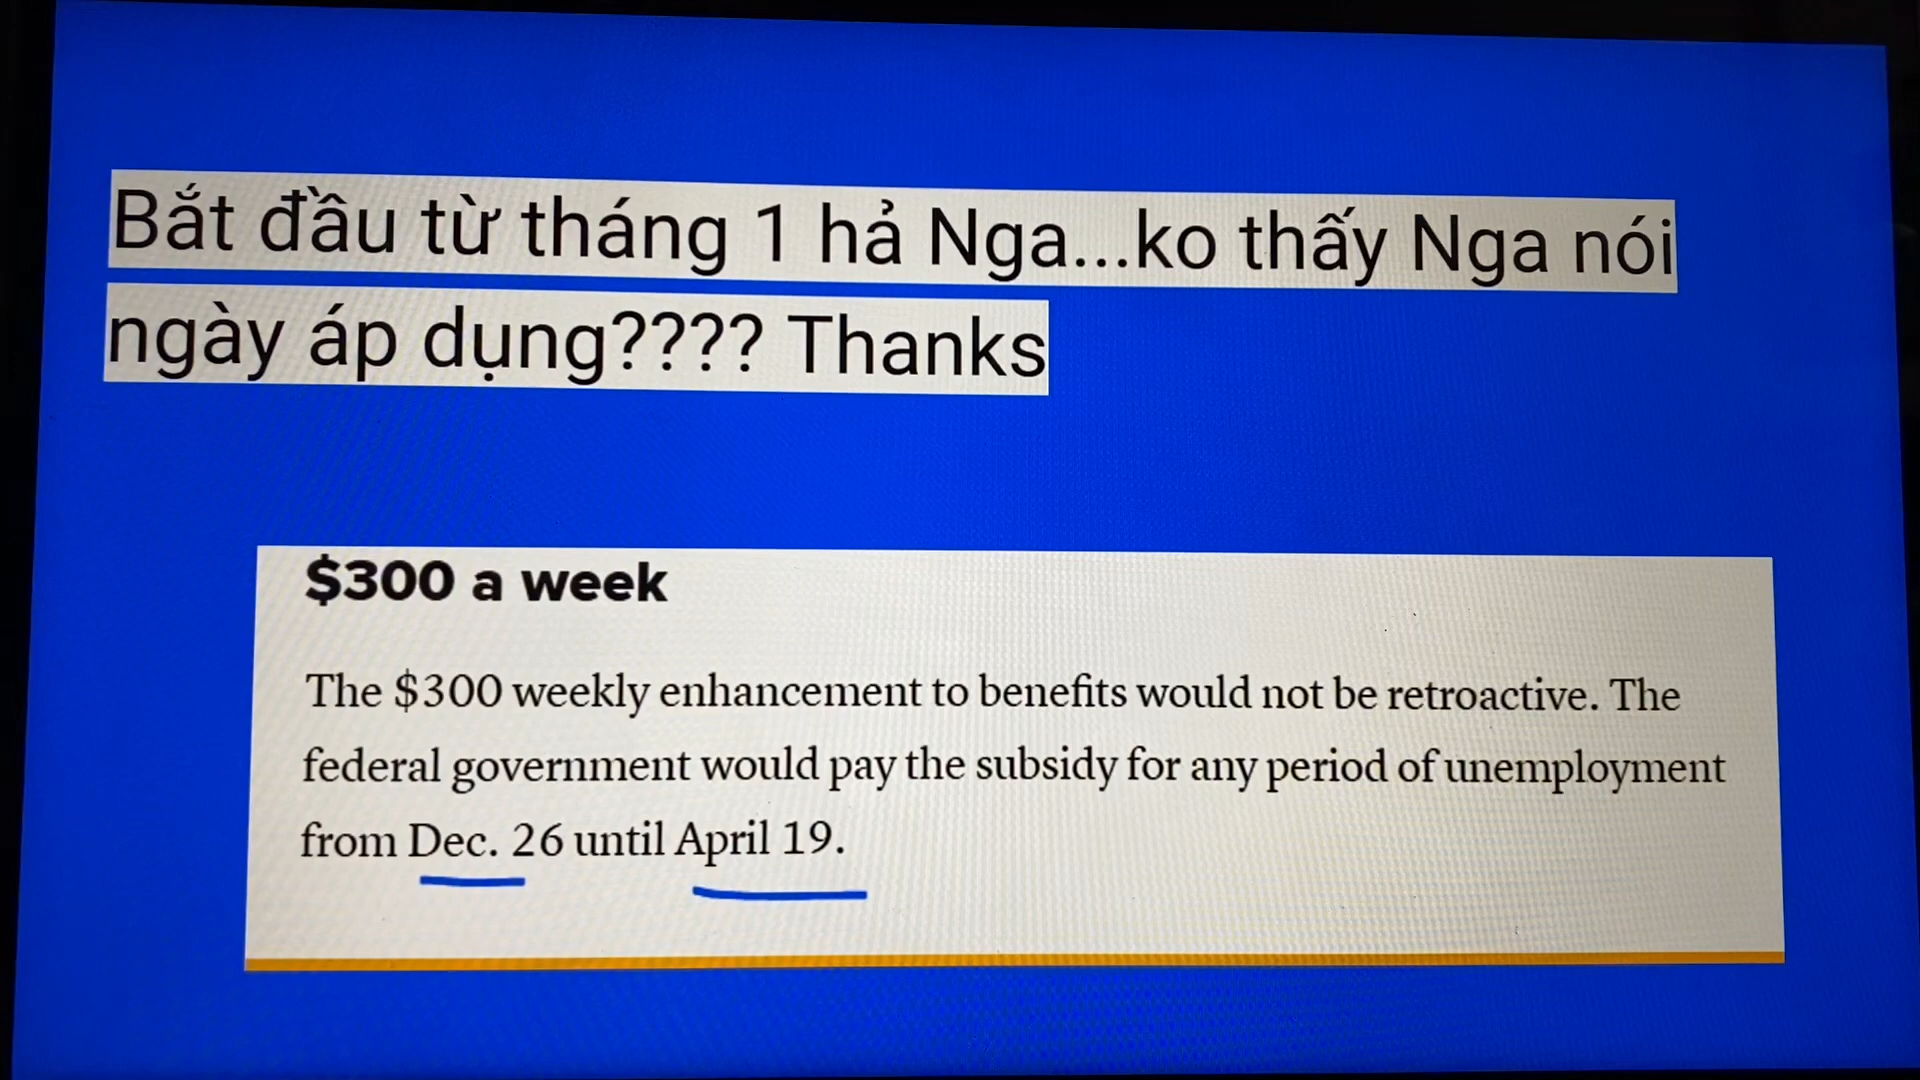 Bắt đầu từ tháng 1 hả Nga...ko thấy Nga nói
ngày áp dụng???? Thanks
$300 a week
The $300 weekly enhancement to benefits would not be retroactive. The
federal government would pay the subsidy for any period of unemployment
from Dec. 26 until April 19.